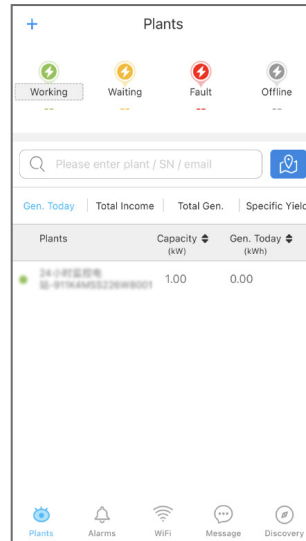 + Plants
Working Waiting Fault Offline
-- -- -- --
Please enter plant / SN / email
Gen. Today Total Income Total Gen. Specific Yield
Plants Capacity Gen. Today
(kW) (kWh)
1.00 0.00
Plants Alarms WiFi Message Discovery